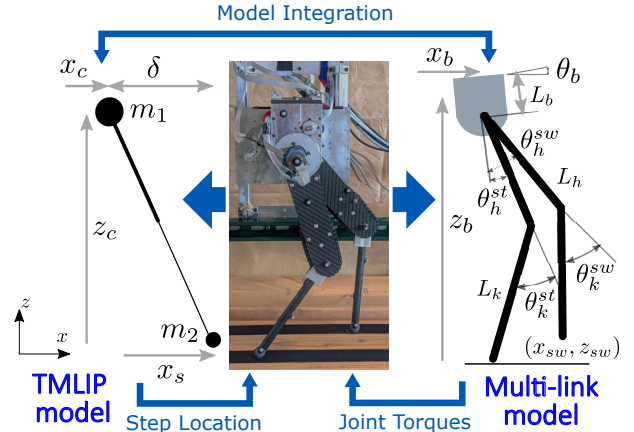 Model Integration
x_c
δ
m_1
z_c
m_2
x_s
z
x
TMLIP
model
Step Location
x_b
θ_b
L_b
θ_h^{sw}
θ_h^{st}
L_h
z_b
L_k
θ_k^{st}
θ_k^{sw}
(x_{sw}, z_{sw})
Joint Torques
Multi-link
model